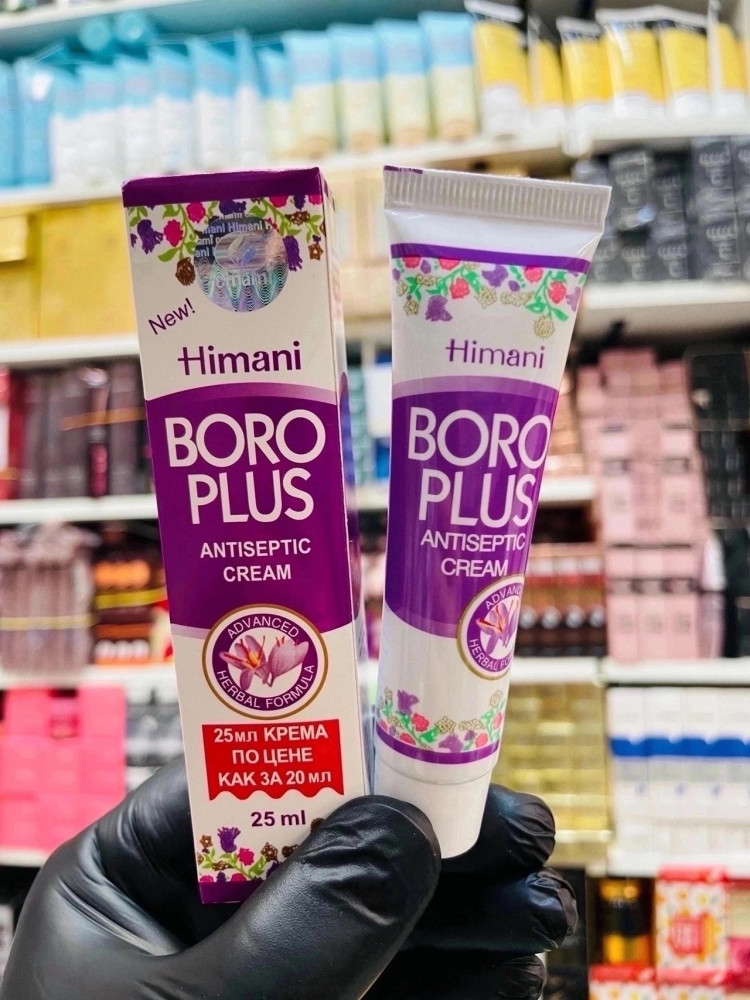 New!
Himani
BORO
PLUS
ANTISEPTIC
CREAM
ADVANCED
HERBAL FORMULA
25мл КРЕМА
ПО ЦЕНЕ
КАК ЗА 20 мл
25 ml
Himani
BORO
PLUS
ANTISEPTIC
CREAM